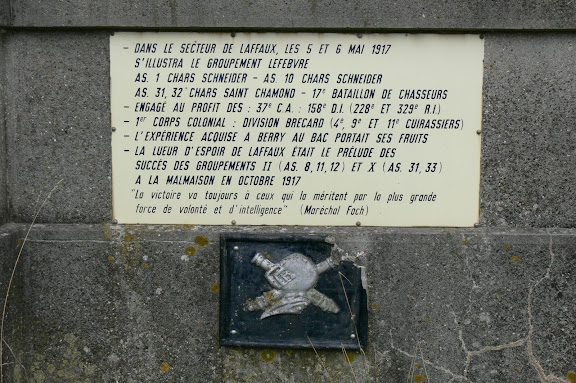 - DANS LE SECTEUR DE LAFFAUX, LES 5 ET 6 MAI 1917
S'ILLUSTRA LE GROUPEMENT LEFEBVRE
AS. 1 CHARS SCHNEIDER - AS. 10 CHARS SCHNEIDER
AS. 31, 32 CHARS SAINT CHAMOND - 17e BATAILLON DE CHASSEURS
- ENGAGÉ AU PROFIT DES : 37e C.A. : 158e D.I. (228e ET 329e R.I.)
- 1er CORPS COLONIAL : DIVISION BRECARD (4e, 9e ET 11e CUIRASSIERS)
- L'EXPÉRIENCE ACQUISE A BERRY AU BAC PORTAIT SES FRUITS
- LA LUEUR D'ESPOIR DE LAFFAUX ÉTAIT LE PRÉLUDE DES
SUCCÈS DES GROUPEMENTS II (AS. 8, 11, 12) ET X (AS. 31, 33)
A LA MALMAISON EN OCTOBRE 1917
"La victoire va toujours à ceux qui la méritent par la plus grande
force de volonté et d'intelligence" (Maréchal Foch)